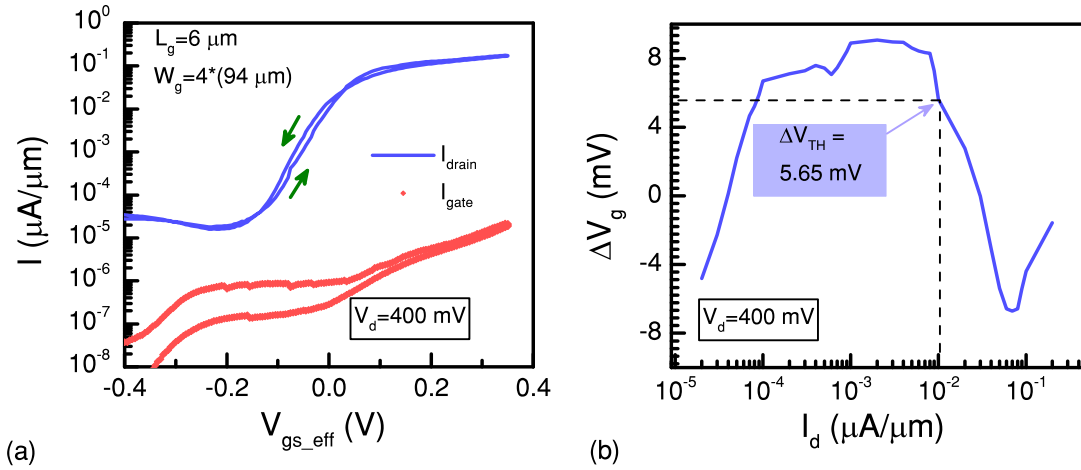 10^0
10^-1
10^-2
10^-3
10^-4
10^-5
10^-6
10^-7
10^-8
I (μA/μm)
L_g=6 μm
W_g=4*(94 μm)
I_drain
I_gate
V_d=400 mV
-0.4 -0.2 0.0 0.2 0.4
V_gs_eff (V)
(a)
8
4
0
-4
-8
ΔV_g (mV)
ΔV_TH =
5.65 mV
V_d=400 mV
10^-5 10^-4 10^-3 10^-2 10^-1
I_d (μA/μm)
(b)